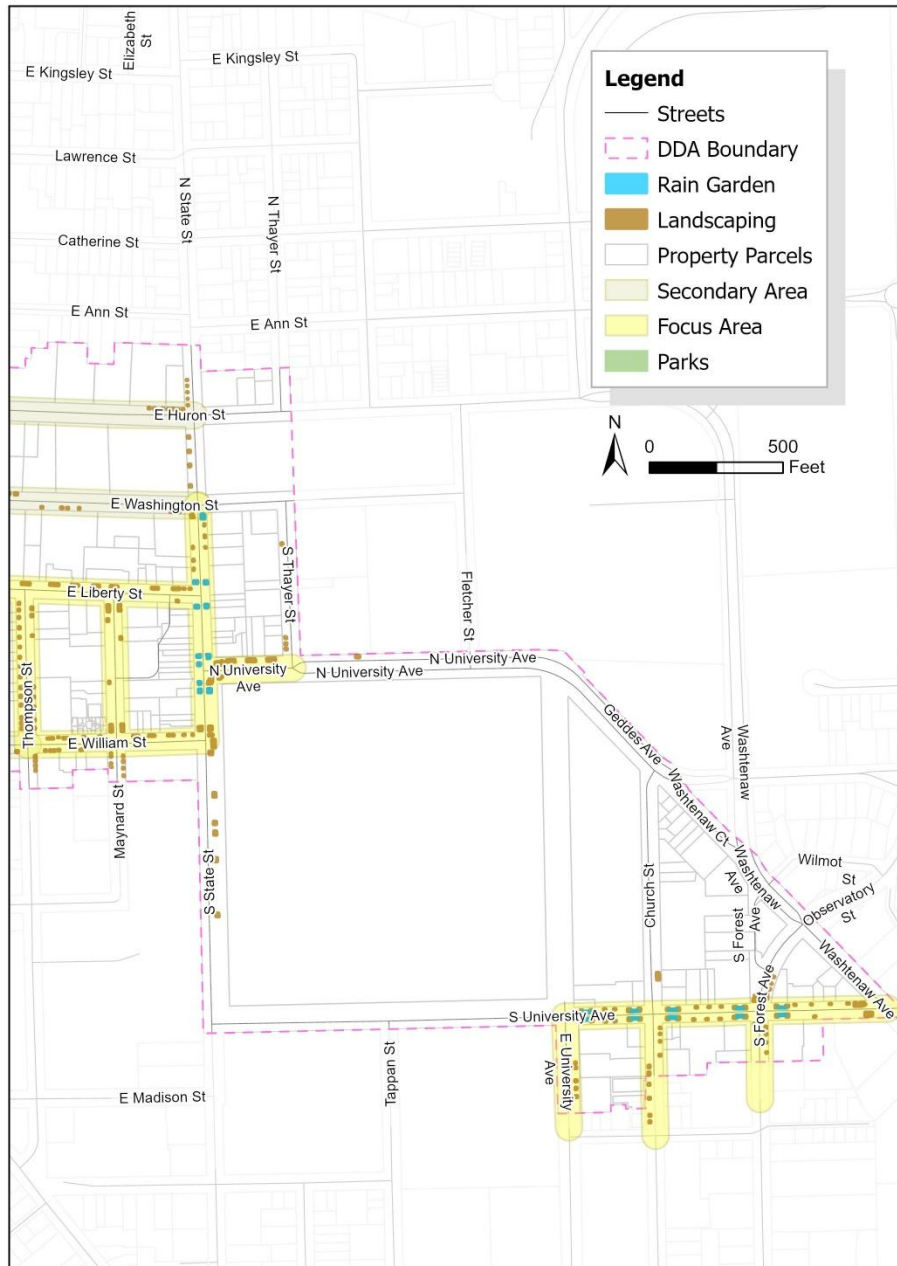 Elizabeth
St
E Kingsley St
E Kingsley St
Lawrence St
N State St
N Thayer St
Catherine St
E Ann St
E Ann St
Legend
Streets
DDA Boundary
Rain Garden
Landscaping
Property Parcels
Secondary Area
Focus Area
Parks
N
0 500
Feet
E Huron St
E Washington St
S Thayer St
E Liberty St
Fletcher St
Thompson St
N University
Ave
N University Ave
N University Ave
E William St
Geddes Ave
Washtenaw
Ave
Maynard St
Washtenaw Ct
S State St
Church St
Washtenaw
Ave
Wilmot
St
Observatory
St
S Forest
Ave
Washtenaw Ave
S Forest Ave
S University Ave
E University
Ave
Tappan St
E Madison St